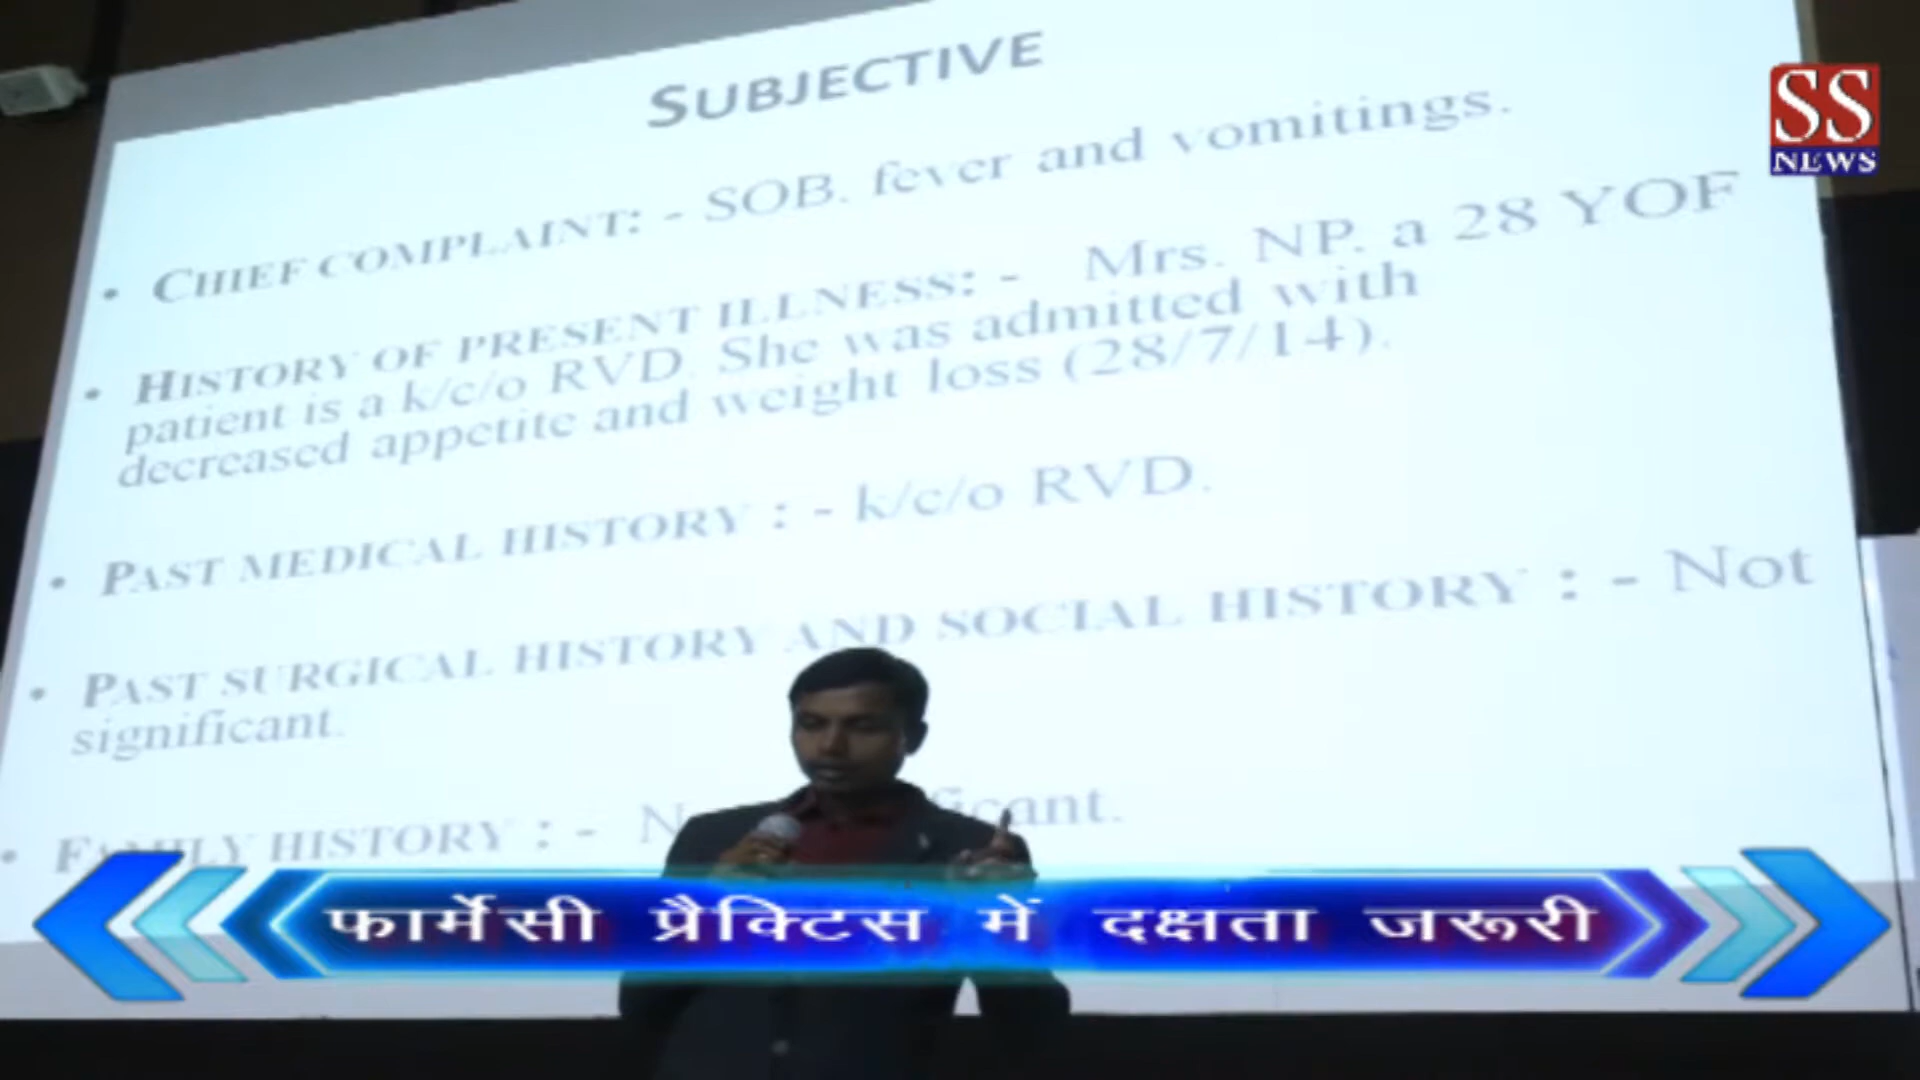 SUBJECTIVE
SS
NEWS
• CHIEF COMPLAINT: - SOB, fever and vomitings.
• HISTORY OF PRESENT ILLNESS: - Mrs. NP. a 28 YOF
patient is a k/c/o RVD. She was admitted with
decreased appetite and weight loss (28/7/14).
• PAST MEDICAL HISTORY : - k/c/o RVD.
• PAST SURGICAL HISTORY AND SOCIAL HISTORY : - Not
significant.
• FAMILY HISTORY : -
फार्मेसी प्रैक्टिस में दक्षता जरूरी